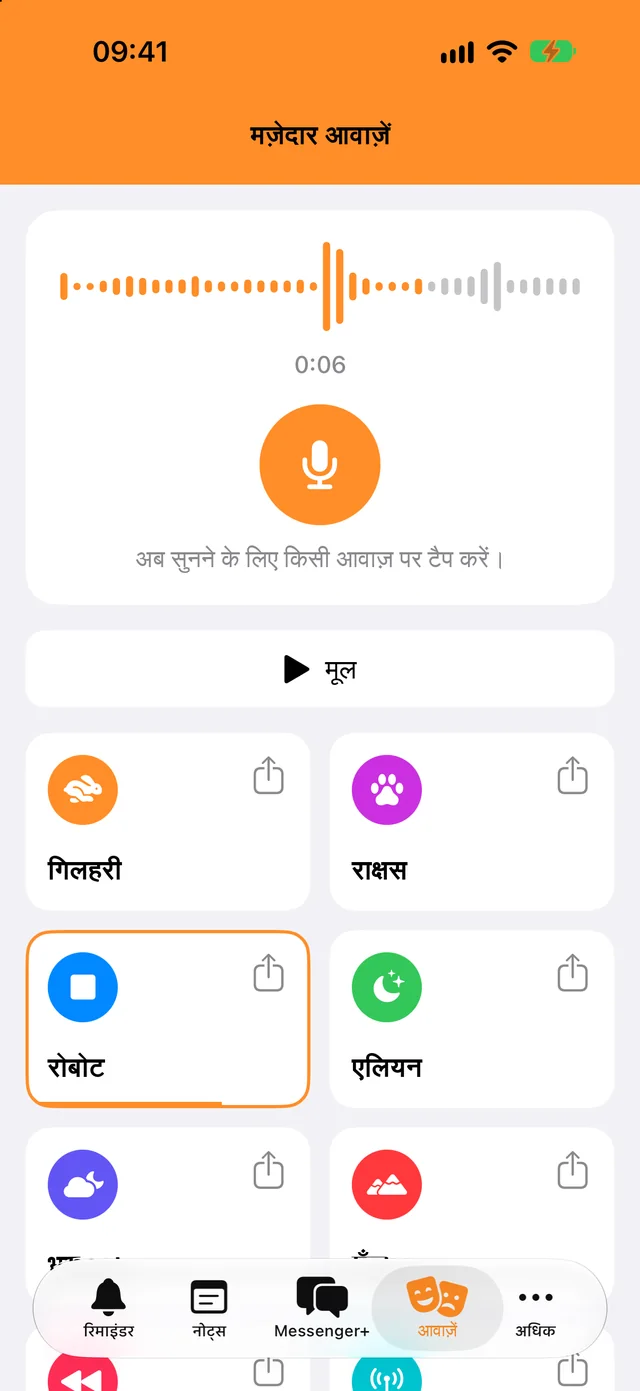 09:41
मज़ेदार आवाज़ें
0:06
अब सुनने के लिए किसी आवाज़ पर टैप करें।
मूल
गिलहरी
राक्षस
रोबोट
एलियन
रिमाइंडर
नोट्स
Messenger+
आवाज़ें
अधिक